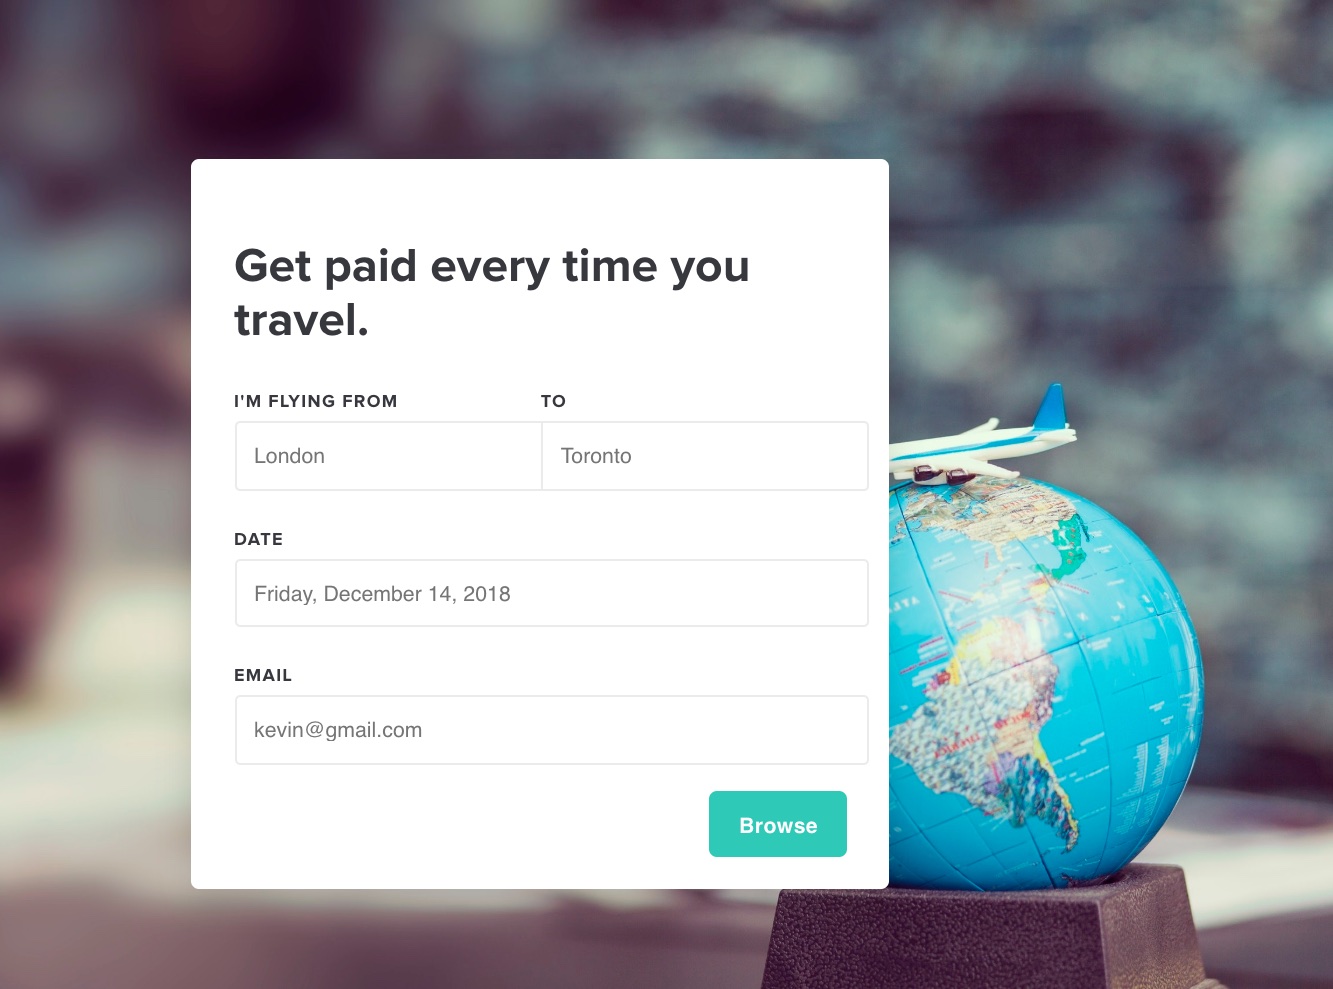 Get paid every time you
travel.
I'M FLYING FROM
TO
London
Toronto
DATE
Friday, December 14, 2018
EMAIL
kevin@gmail.com
Browse